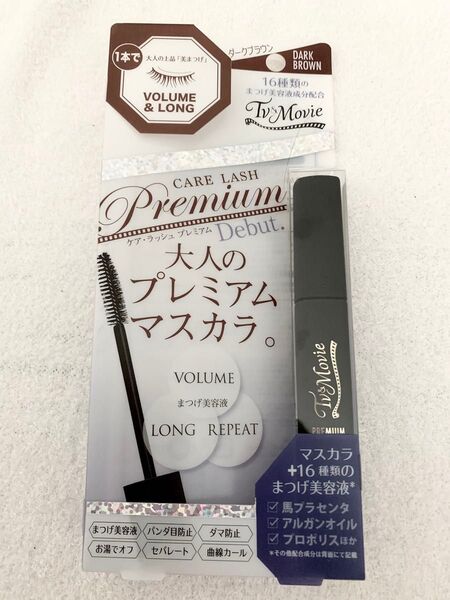 1本で
大人の上品「美まつげ」
VOLUME
& LONG
ダークブラウン
DARK
BROWN
16種類の
まつげ美容液成分配合
Tv&Movie
CARE LASH
Premium
ケア・ラッシュ プレミアム
Debut.
大人の
プレミアム
マスカラ。
VOLUME
まつげ美容液
LONG REPEAT
Tv&Movie
PREMIUM
マスカラ
+16種類の
まつげ美容液*
馬プラセンタ
アルガンオイル
プロポリスほか
*その他配合成分は背面にて記載
まつげ美容液 パンダ目防止 ダマ防止
お湯でオフ セパレート 曲線カール